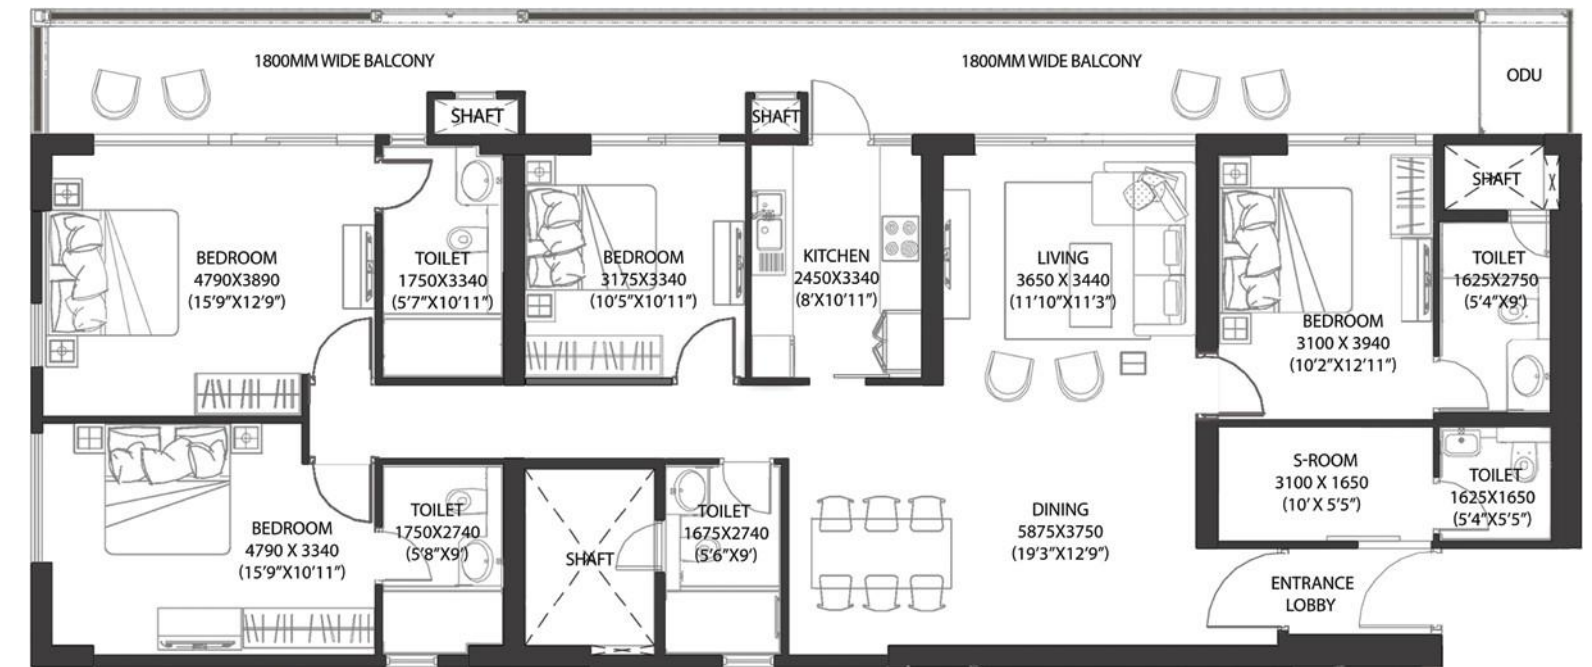 1800MM WIDE BALCONY
1800MM WIDE BALCONY
ODU
SHAFT
SHAFT
SHAFT
BEDROOM
4790X3890
(15'9"X12'9")
TOILET
1750X3340
(5'7"X10'11")
BEDROOM
3175X3340
(10'5"X10'11")
KITCHEN
2450X3340
(8'X10'11")
LIVING
3650 X 3440
(11'10"X11'3")
BEDROOM
3100 X 3940
(10'2"X12'11")
TOILET
1625X2750
(5'4"X9')
BEDROOM
4790 X 3340
(15'9"X10'11")
TOILET
1750X2740
(5'8"X9')
SHAFT
TOILET
1675X2740
(5'6"X9')
DINING
5875X3750
(19'3"X12'9")
S-ROOM
3100 X 1650
(10' X 5'5")
TOILET
1625X1650
(5'4"X5'5")
ENTRANCE
LOBBY